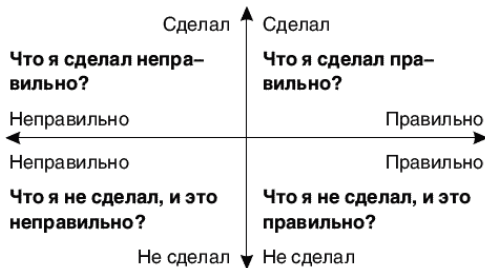 Сделал Сделал
Что я сделал непра–
вильно?
Что я сделал пра–
вильно?
Неправильно Правильно
Неправильно Правильно
Что я не сделал, и это
неправильно?
Что я не сделал, и это
правильно?
Не сделал Не сделал